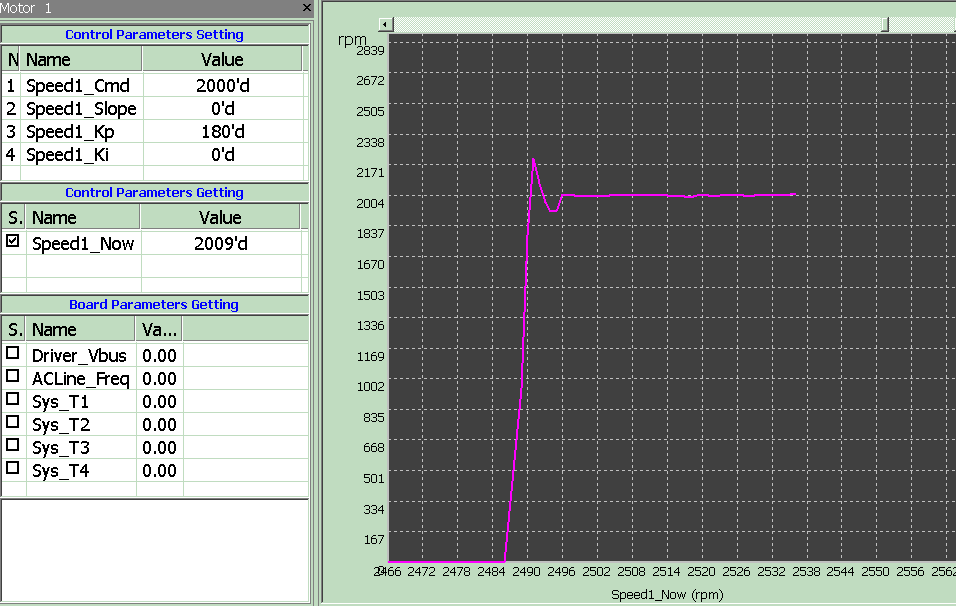 Motor 1
Control Parameters Setting
N Name Value
1 Speed1_Cmd 2000'd
2 Speed1_Slope 0'd
3 Speed1_Kp 180'd
4 Speed1_Ki 0'd
Control Parameters Getting
S. Name Value
Speed1_Now 2009'd
Board Parameters Getting
S. Name Va...
Driver_Vbus 0.00
ACLine_Freq 0.00
Sys_T1 0.00
Sys_T2 0.00
Sys_T3 0.00
Sys_T4 0.00
rpm
2839
2672
2505
2338
2171
2004
1837
1670
1503
1336
1169
1002
835
668
501
334
167
0
2466 2472 2478 2484 2490 2496 2502 2508 2514 2520 2526 2532 2538 2544 2550 2556 2562
Speed1_Now (rpm)